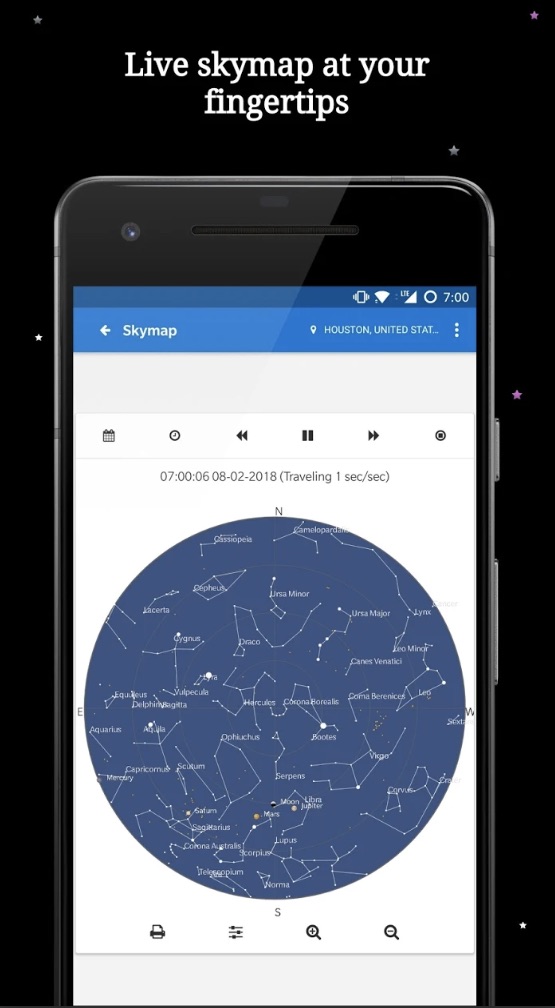 Live skymap at your
fingertips
LTE 7:00
Skymap HOUSTON, UNITED STAT...
07:00:06 08-02-2018 (Traveling 1 sec/sec)
N
Camelopardalis
Cassiopeia
Cepheus
Ursa Minor
Lacerta
Ursa Major
Lynx
Cygnus
Draco
Leo Minor
Canes Venatici
Lyra
Equuleus
Vulpecula
Coma Berenices
Leo
Delphinus
Sagitta
Hercules
Corona Borealis
E
W
Aquarius
Aquila
Ophiuchus
Bootes
Virgo
Capricornus
Scutum
Mercury
Serpens
Corvus
Saturn
Moon
Libra
Mars
Jupiter
Sagittarius
Lupus
Corona Australis
Scorpius
Telescopium
Norma
S